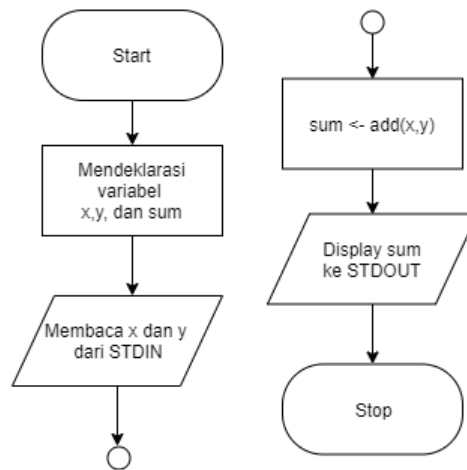 Start
Mendeklarasi
variabel
x,y, dan sum
Membaca x dan y
dari STDIN
sum <- add(x,y)
Display sum
ke STDOUT
Stop